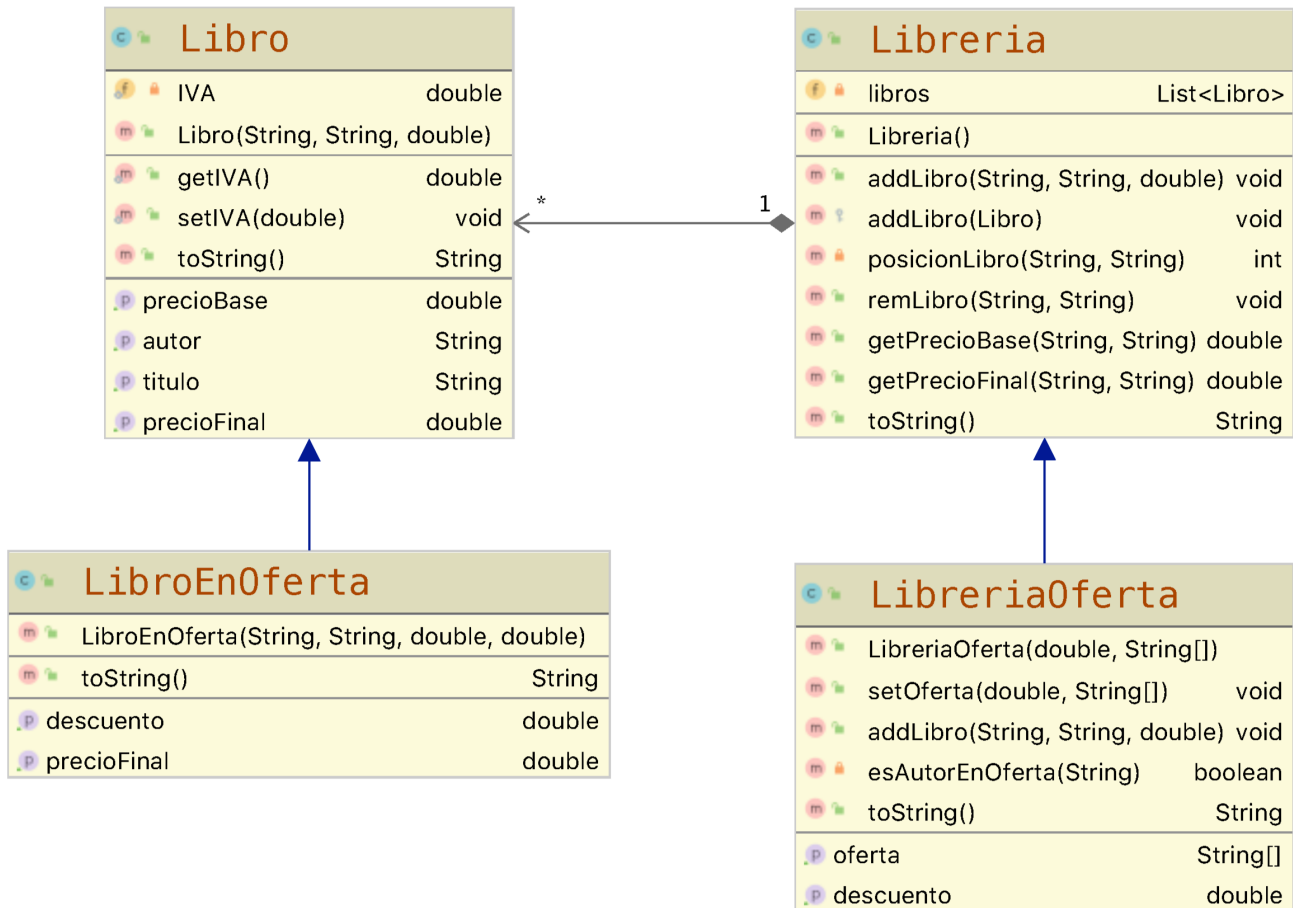 Libro
IVA double
Libro(String, String, double)
getIVA() double
setIVA(double) void
toString() String
precioBase double
autor String
titulo String
precioFinal double
* 1
Libreria
libros List<Libro>
Libreria()
addLibro(String, String, double) void
addLibro(Libro) void
posicionLibro(String, String) int
remLibro(String, String) void
getPrecioBase(String, String) double
getPrecioFinal(String, String) double
toString() String
LibroEnOferta
LibroEnOferta(String, String, double, double)
toString() String
descuento double
precioFinal double
LibreriaOferta
LibreriaOferta(double, String[])
setOferta(double, String[]) void
addLibro(String, String, double) void
esAutorEnOferta(String) boolean
toString() String
oferta String[]
descuento double